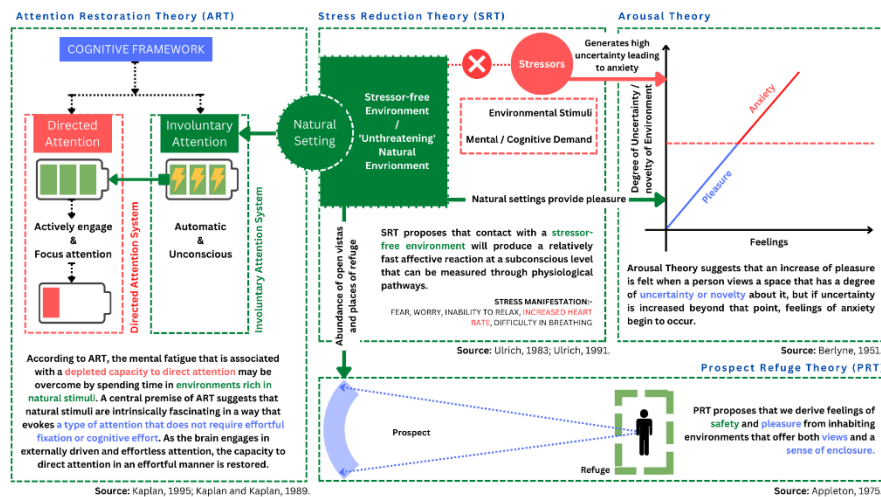 Attention Restoration Theory (ART)
COGNITIVE FRAMEWORK
Directed
Attention
Involuntary
Attention
Natural
Setting
Actively engage
&
Focus attention
Automatic
&
Unconscious
Directed Attention System
Involuntary Attention System
According to ART, the mental fatigue that is associated
with a depleted capacity to direct attention may be
overcome by spending time in environments rich in
natural stimuli. A central premise of ART suggests that
natural stimuli are intrinsically fascinating in a way that
evokes a type of attention that does not require effortful
fixation or cognitive effort. As the brain engages in
externally driven and effortless attention, the capacity to
direct attention in an effortful manner is restored.
Source: Kaplan, 1995; Kaplan and Kaplan, 1989.
Stress Reduction Theory (SRT)
Stressor-free
Environment
/
'Unthreatening'
Natural
Envrionment
Stressors
Generates high
uncertainty leading
to anxiety
Environmental Stimuli
/
Mental / Cognitive Demand
Natural settings provide pleasure
SRT proposes that contact with a stressor-
free environment will produce a relatively
fast affective reaction at a subconscious level
that can be measured through physiological
pathways.
STRESS MANIFESTATION:-
FEAR, WORRY, INABILITY TO RELAX, INCREASED HEART
RATE, DIFFICULTY IN BREATHING
Source: Ulrich, 1983; Ulrich, 1991.
Abundance of open vistas
and places of refuge
Arousal Theory
Degree of Uncertainty /
novelty of Environment
Anxiety
Pleasure
Feelings
Arousal Theory suggests that an increase of pleasure
is felt when a person views a space that has a degree
of uncertainty or novelty about it, but if uncertainty
is increased beyond that point, feelings of anxiety
begin to occur.
Source: Berlyne, 1951.
Prospect Refuge Theory (PRT)
Prospect
Refuge
PRT proposes that we derive feelings of
safety and pleasure from inhabiting
environments that offer both views and a
sense of enclosure.
Source: Appleton, 1975.